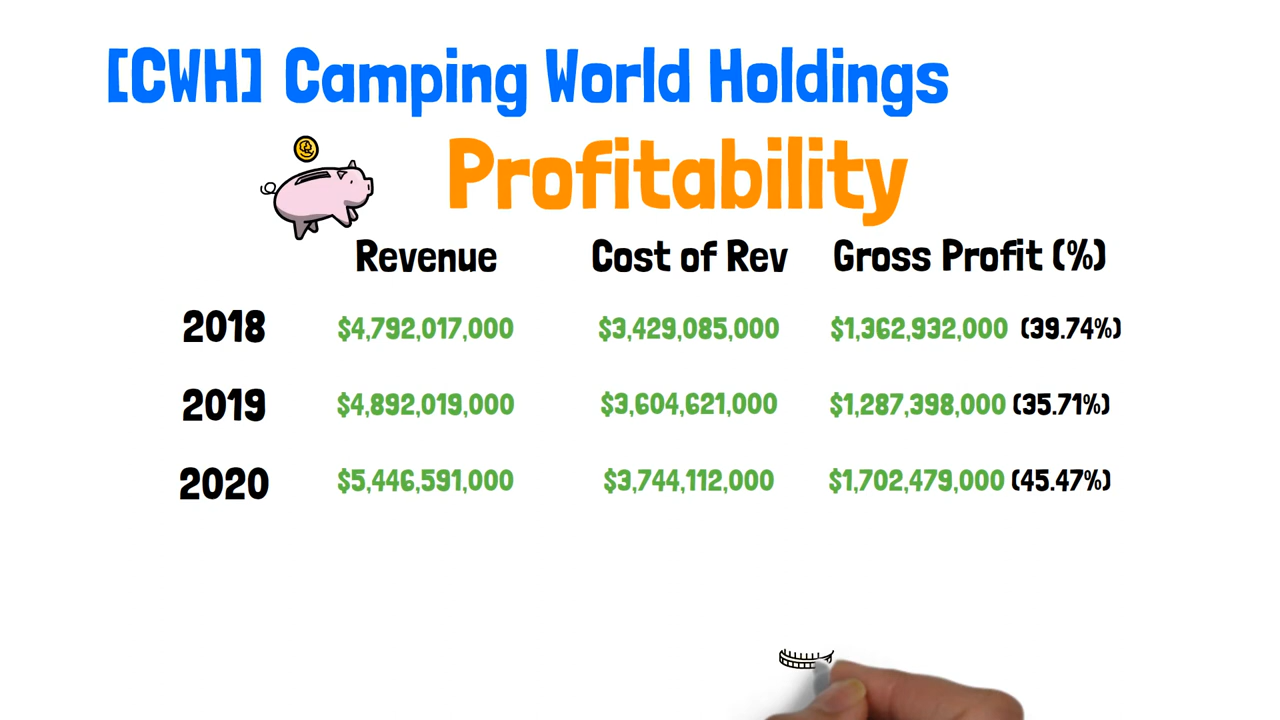 [CWH] Camping World Holdings
Profitability
Revenue Cost of Rev Gross Profit (%)
2018 $4,792,017,000 $3,429,085,000 $1,362,932,000 (39.74%)
2019 $4,892,019,000 $3,604,621,000 $1,287,398,000 (35.71%)
2020 $5,446,591,000 $3,744,112,000 $1,702,479,000 (45.47%)